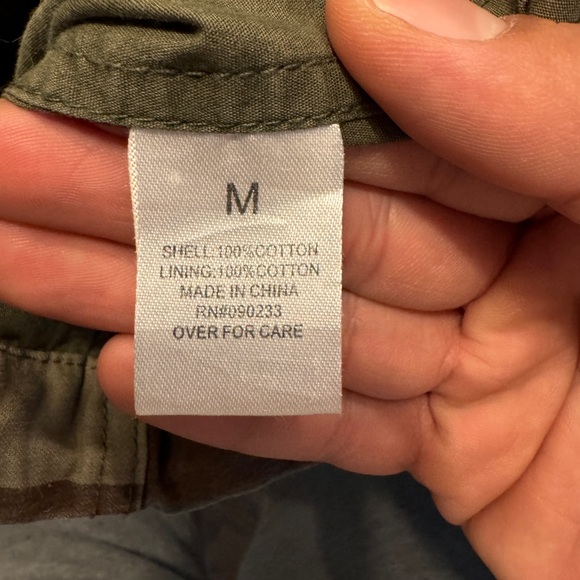 M
SHELL:100%COTTON
LINING:100%COTTON
MADE IN CHINA
RN#090233
OVER FOR CARE